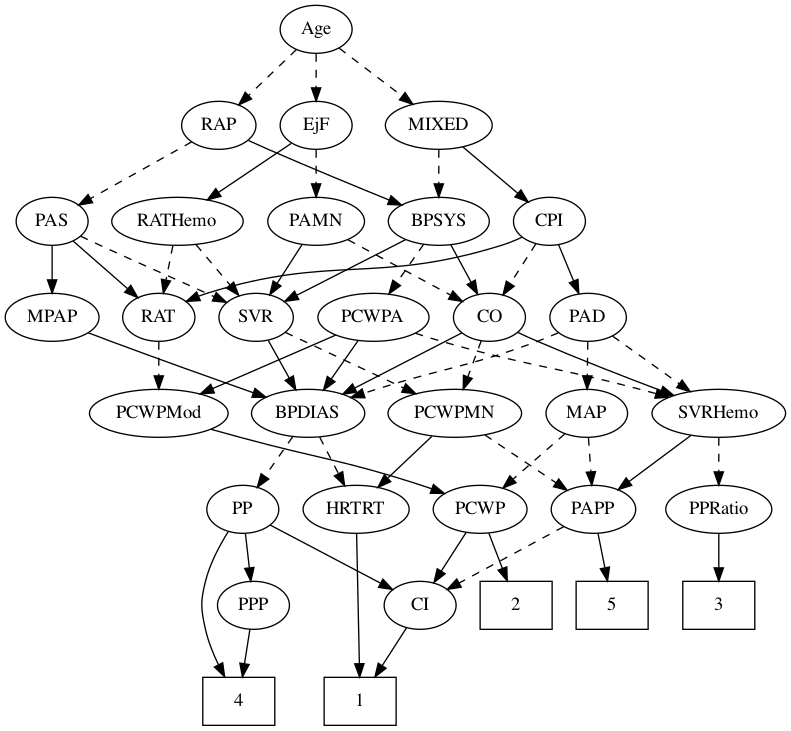 Age
RAP EjF MIXED
PAS RATHemo PAMN BPSYS CPI
MPAP RAT SVR PCWPA CO PAD
PCWPMod BPDIAS PCWPMN MAP SVRHemo
PP HRTRT PCWP PAPP PPRatio
PPP CI 2 5 3
4 1